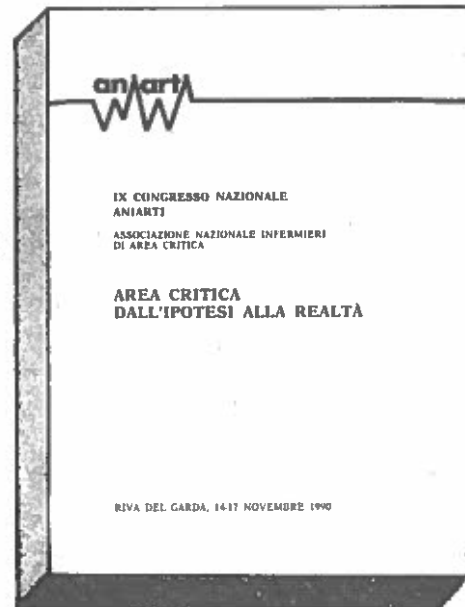 aniarti
IX CONGRESSO NAZIONALE
ANIARTI
ASSOCIAZIONE NAZIONALE INFERMIERI
DI AREA CRITICA
AREA CRITICA
DALL'IPOTESI ALLA REALTÀ
RIVA DEL GARDA, 14-17 NOVEMBRE 1990